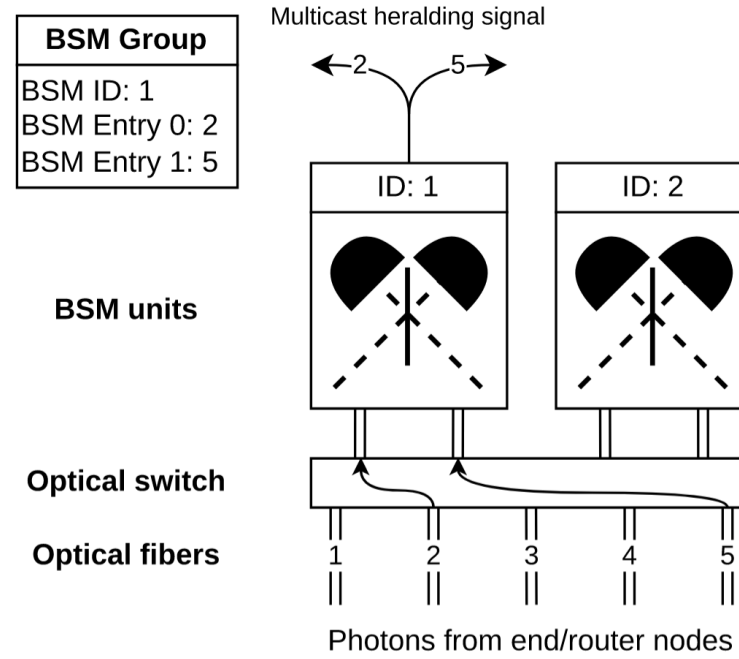 Multicast heralding signal
BSM Group
BSM ID: 1
BSM Entry 0: 2
BSM Entry 1: 5
2
5
ID: 1
ID: 2
BSM units
Optical switch
Optical fibers
1
2
3
4
5
Photons from end/router nodes